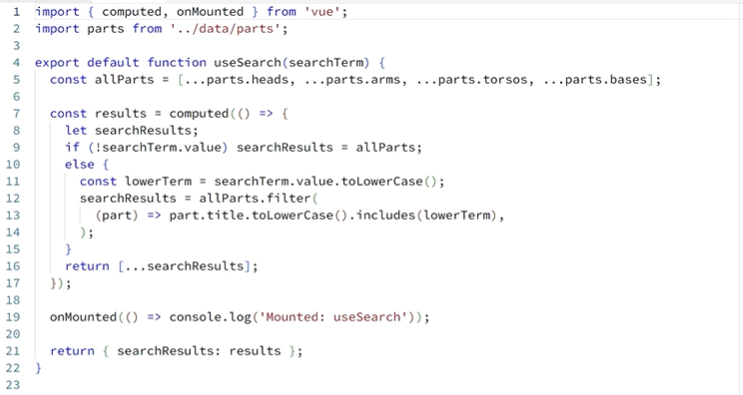 1 import { computed, onMounted } from 'vue';
2 import parts from '../data/parts';
3
4 export default function useSearch(searchTerm) {
5   const allParts = [...parts.heads, ...parts.arms, ...parts.torsos, ...parts.bases];
6
7   const results = computed(() => {
8     let searchResults;
9     if (!searchTerm.value) searchResults = allParts;
10     else {
11       const lowerTerm = searchTerm.value.toLowerCase();
12       searchResults = allParts.filter(
13         (part) => part.title.toLowerCase().includes(lowerTerm),
14       );
15     }
16     return [...searchResults];
17   });
18
19   onMounted(() => console.log('Mounted: useSearch'));
20
21   return { searchResults: results };
22 }
23